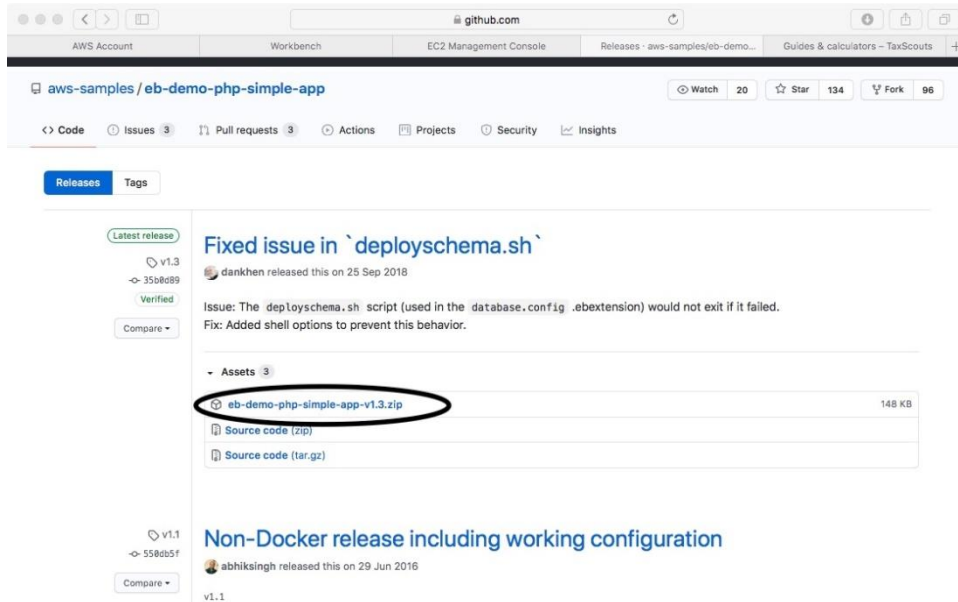 github.com
AWS Account Workbench EC2 Management Console Releases · aws-samples/eb-demo... Guides & calculators – TaxScouts
aws-samples / eb-demo-php-simple-app Watch 20 Star 134 Fork 96
<> Code Issues 3 Pull requests 3 Actions Projects Security Insights
Releases Tags
Latest release
v1.3
35b0d89
Verified
Compare
Fixed issue in `deployschema.sh`
dankhen released this on 25 Sep 2018
Issue: The deployschema.sh script (used in the database.config .ebextension) would not exit if it failed.
Fix: Added shell options to prevent this behavior.
Assets 3
eb-demo-php-simple-app-v1.3.zip 148 KB
Source code (zip)
Source code (tar.gz)
v1.1
550db5f
Compare
Non-Docker release including working configuration
abhiksingh released this on 29 Jun 2016
v1.1